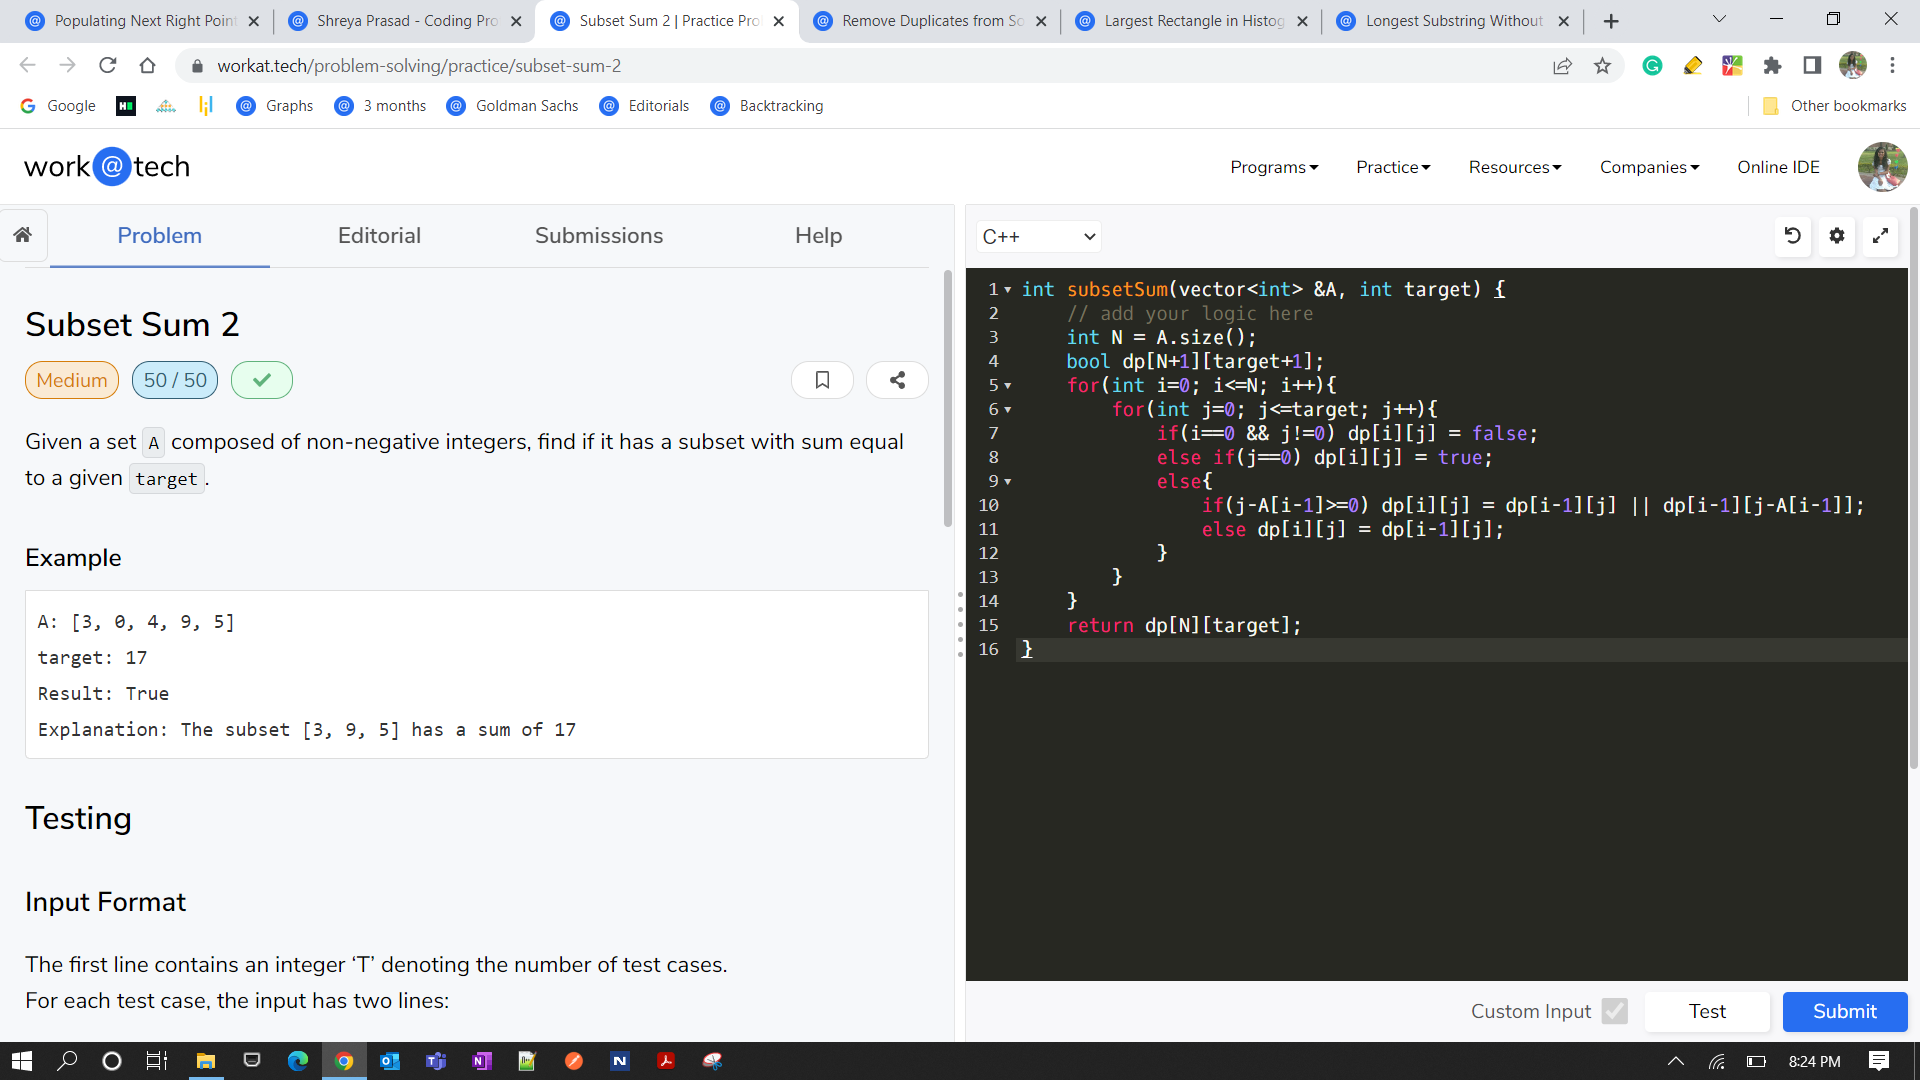 Populating Next Right Point
Shreya Prasad - Coding Pro
Subset Sum 2 | Practice Pro
Remove Duplicates from So
Largest Rectangle in Histog
Longest Substring Without
workat.tech/problem-solving/practice/subset-sum-2
Google
Graphs
3 months
Goldman Sachs
Editorials
Backtracking
Other bookmarks
work@tech
Programs
Practice
Resources
Companies
Online IDE
Problem
Editorial
Submissions
Help
C++
Subset Sum 2
Medium
50 / 50
Given a set A composed of non-negative integers, find if it has a subset with sum equal
to a given target.
Example
A: [3, 0, 4, 9, 5]
target: 17
Result: True
Explanation: The subset [3, 9, 5] has a sum of 17
Testing
Input Format
The first line contains an integer ‘T’ denoting the number of test cases.
For each test case, the input has two lines:
1 int subsetSum(vector<int> &A, int target) {
2 // add your logic here
3 int N = A.size();
4 bool dp[N+1][target+1];
5 for(int i=0; i<=N; i++){
6 for(int j=0; j<=target; j++){
7 if(i==0 && j!=0) dp[i][j] = false;
8 else if(j==0) dp[i][j] = true;
9 else{
10 if(j-A[i-1]>=0) dp[i][j] = dp[i-1][j] || dp[i-1][j-A[i-1]];
11 else dp[i][j] = dp[i-1][j];
12 }
13 }
14 }
15 return dp[N][target];
16 }
Custom Input
Test
Submit
8:24 PM